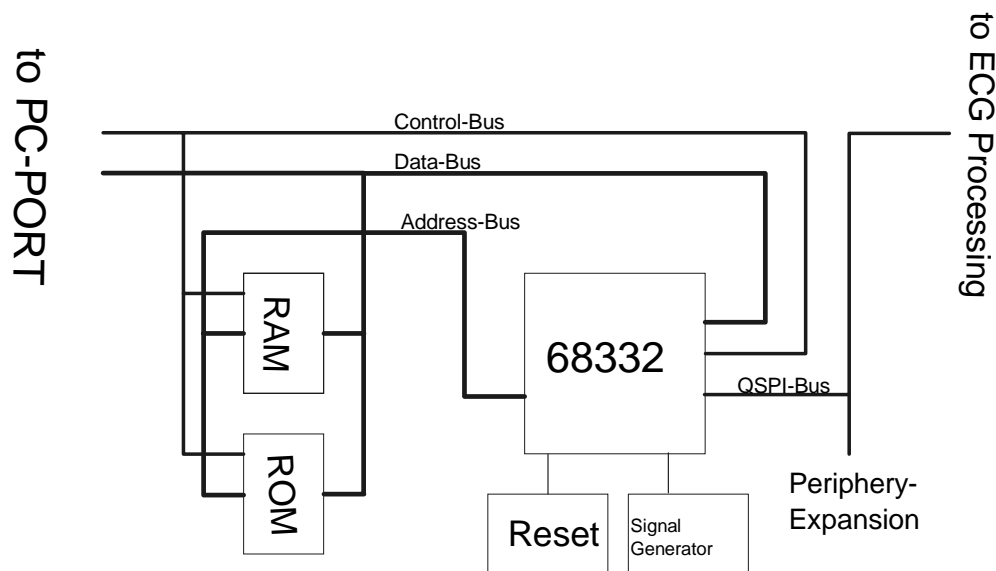 to PC-PORT
to ECG Processing
Control-Bus
Data-Bus
Address-Bus
RAM
68332
QSPI-Bus
ROM
Periphery-
Expansion
Reset
Signal
Generator